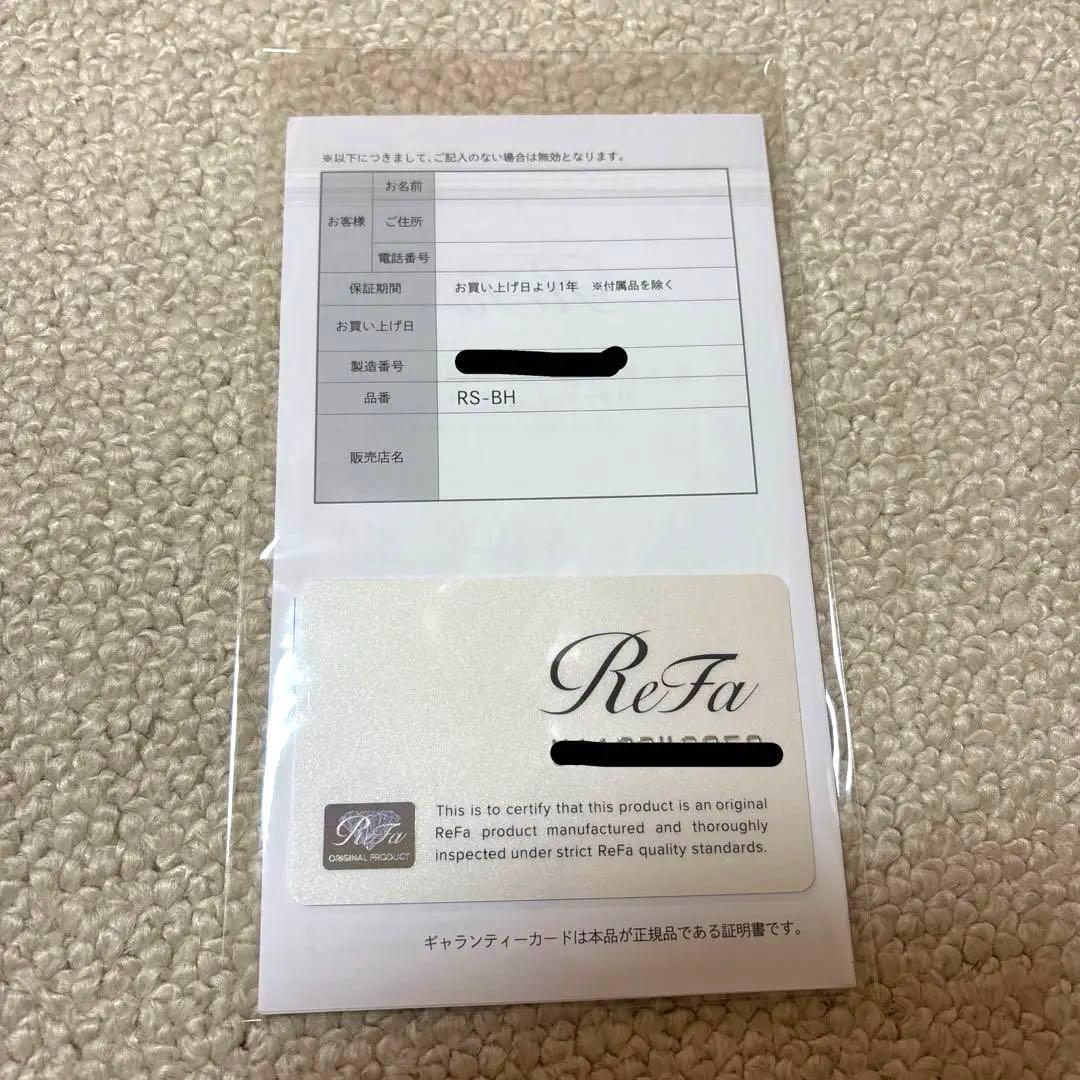 ※以下につきまして、ご記入のない場合は無効となります。
お客様
お名前
ご住所
電話番号
保証期間 お買い上げ日より1年 ※付属品を除く
お買い上げ日
製造番号
品番 RS-BH
販売店名
ReFa
ReFa
ORIGINAL PRODUCT
This is to certify that this product is an original
ReFa product manufactured and thoroughly
inspected under strict ReFa quality standards.
ギャランティーカードは本品が正規品である証明書です。